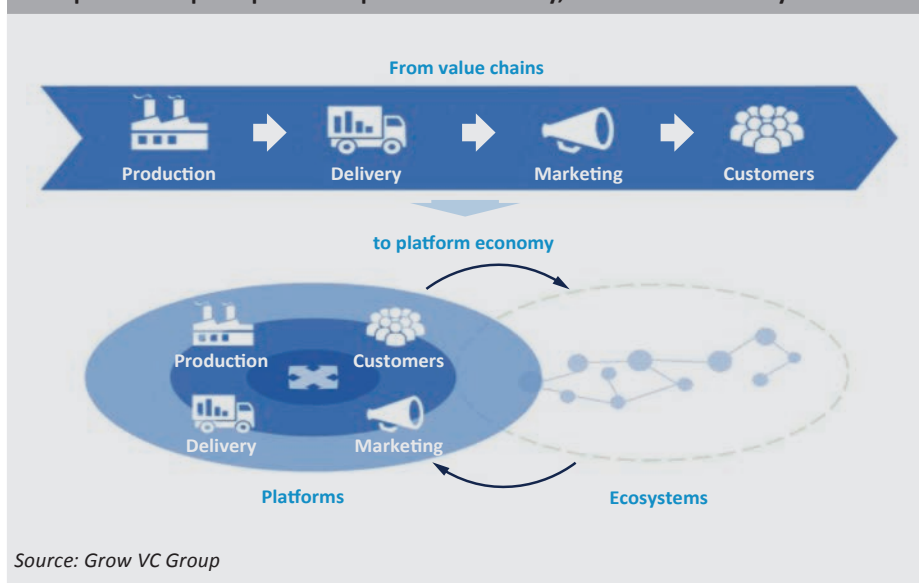 From value chains
Production Delivery Marketing Customers
to platform economy
Production Customers
Delivery Marketing
Platforms Ecosystems
Source: Grow VC Group